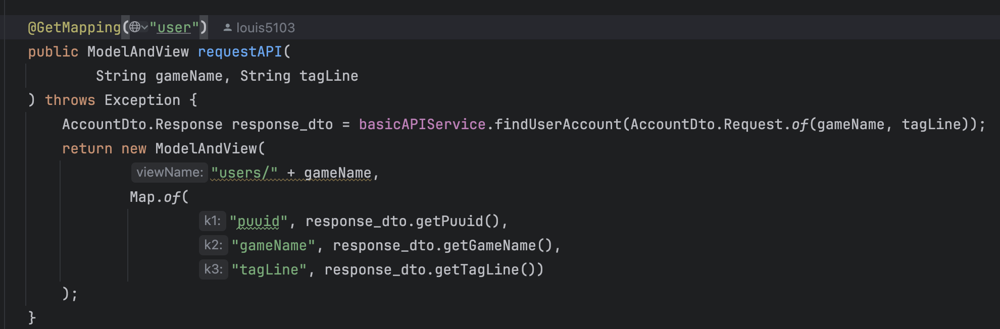 @GetMapping("user") louis5103
public ModelAndView requestAPI(
String gameName, String tagLine
) throws Exception {
AccountDto.Response response_dto = basicAPIService.findUserAccount(AccountDto.Request.of(gameName, tagLine));
return new ModelAndView(
viewName: "users/" + gameName,
Map.of(
k1: "puuid", response_dto.getPuuid(),
k2: "gameName", response_dto.getGameName(),
k3: "tagLine", response_dto.getTagLine())
);
}